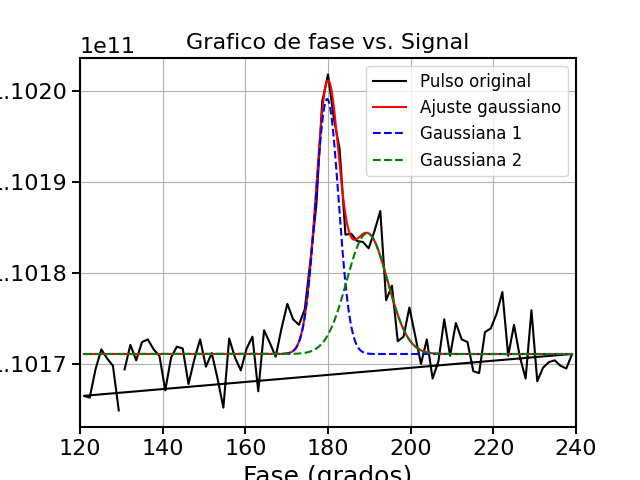 1e11
Grafico de fase vs. Signal
Pulso original
Ajuste gaussiano
Gaussiana 1
Gaussiana 2
.1020
.1019
.1018
.1017
120 140 160 180 200 220 240
Fase (grados)